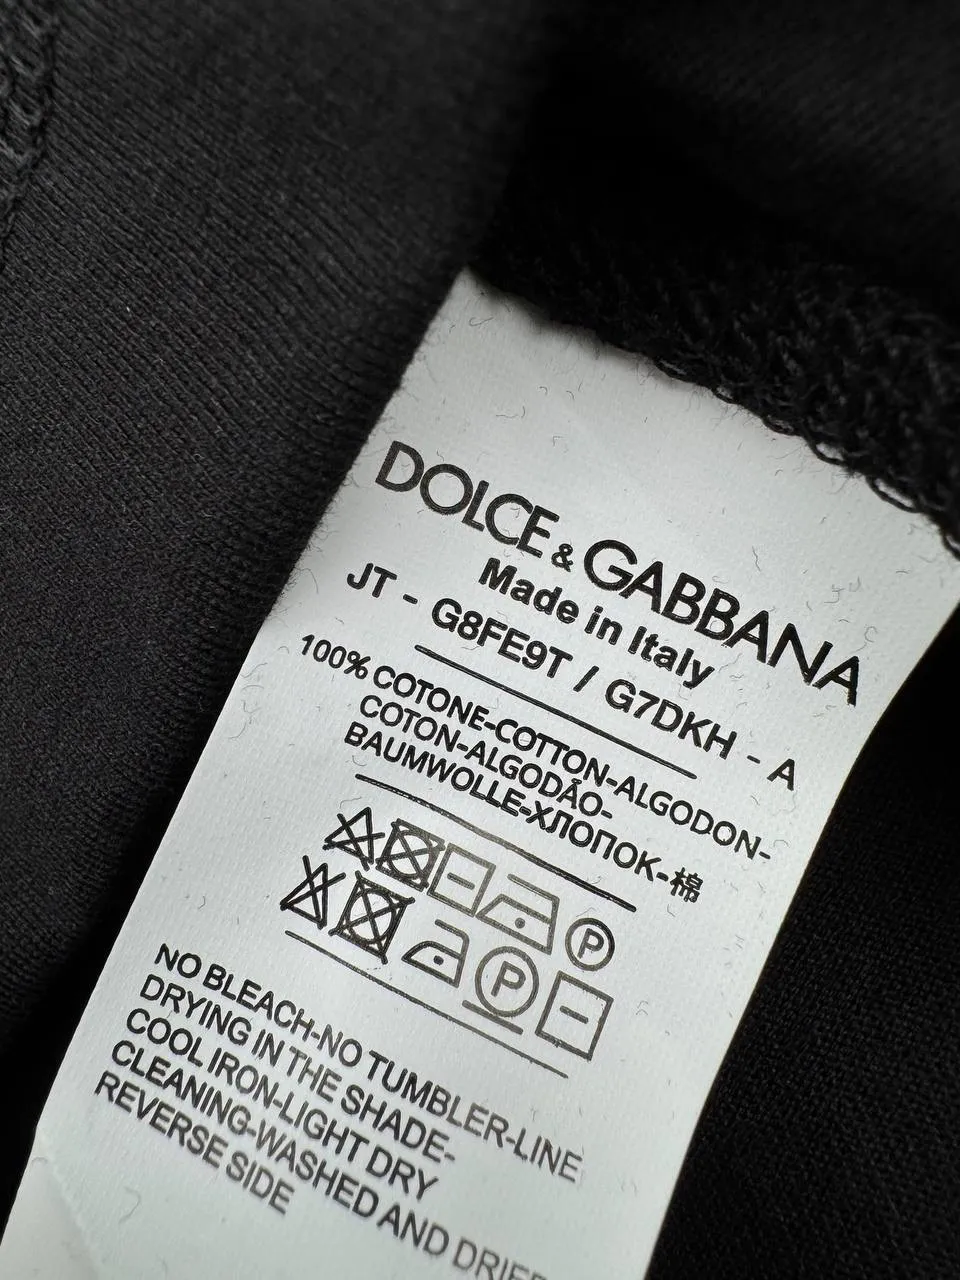 DOLCE & GABBANA
Made in Italy
JT - G8FE9T / G7DKH - A
100% COTONE-COTTON-ALGODON-
COTON-ALGODÃO-
BAUMWOLLE-ХЛОПОК-棉
P
P
NO BLEACH-NO TUMBLER-LINE
DRYING IN THE SHADE-
COOL IRON-LIGHT DRY
CLEANING-WASHED AND DRIED
REVERSE SIDE